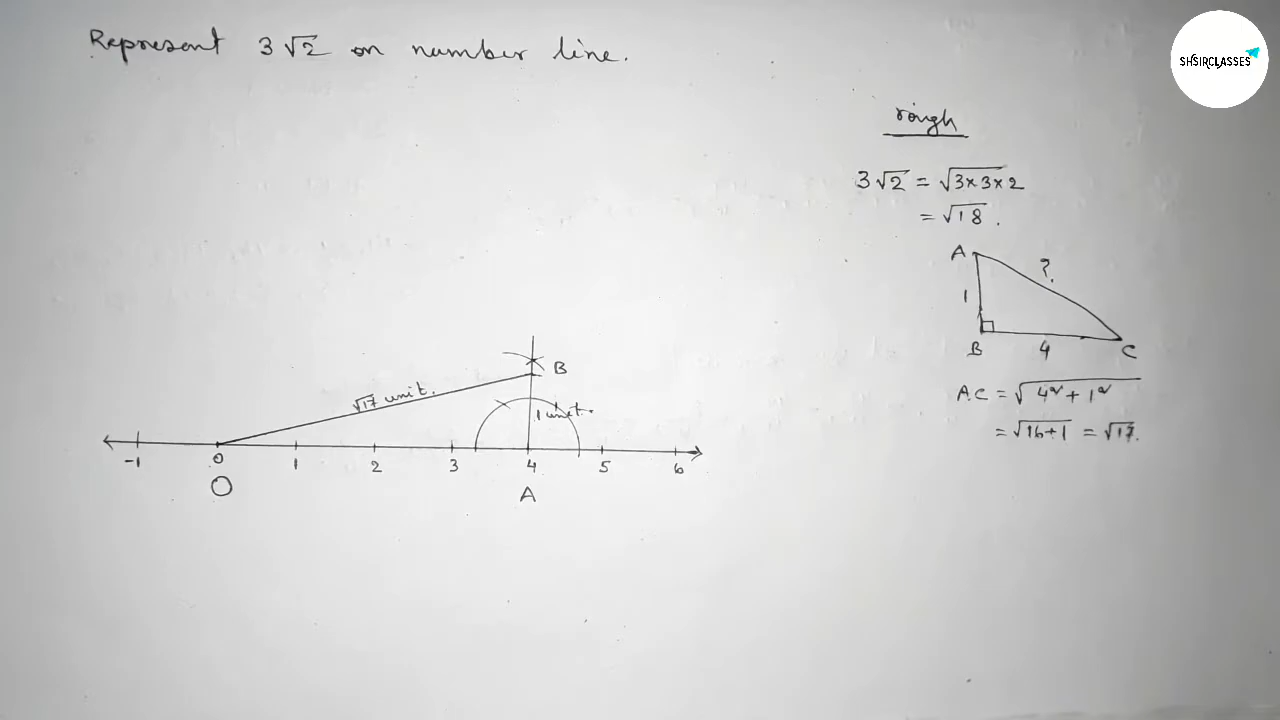 Represent 3√2 on number line.
SHSIRCLASSES
rough
3√2 = √3×3×2
= √18.
A
?
1
B
4
C
AC = √4² + 1²
= √16+1 = √17.
B
√17 unit.
1 unit.
-1 0 1 2 3 4 5 6
O A